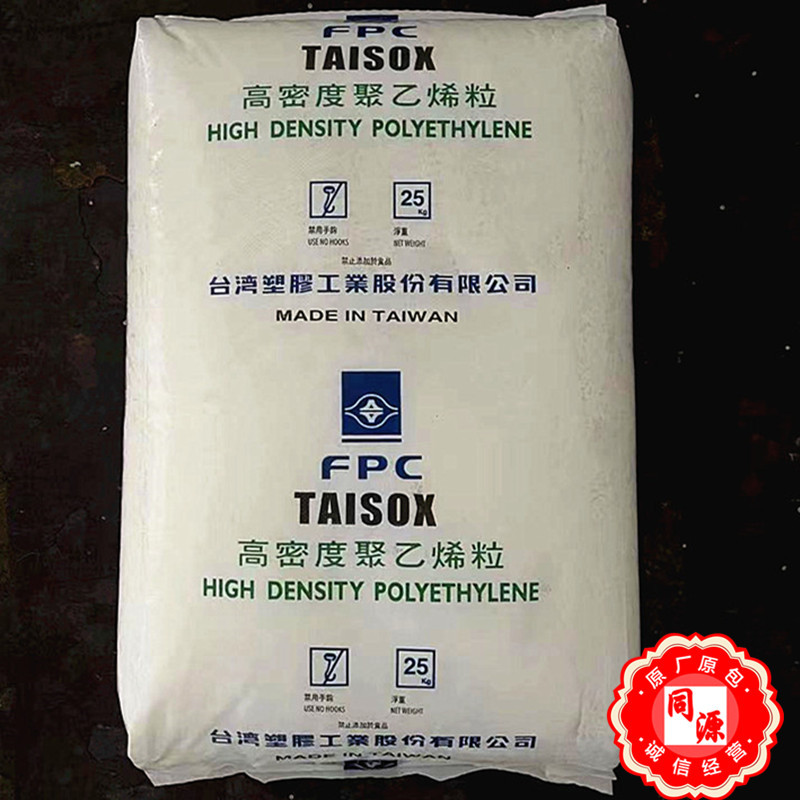 FPC
TAISOX
高密度聚乙烯粒
HIGH DENSITY POLYETHYLENE
25
Kg
禁用手鉤
USE NO HOOKS
淨重
NET WEIGHT
禁止添加於食品
台湾塑膠工業股份有限公司
MADE IN TAIWAN
FPC
TAISOX
高密度聚乙烯粒
HIGH DENSITY POLYETHYLENE
25
Kg
禁用手鉤
USE NO HOOKS
淨重
NET WEIGHT
禁止添加於食品
台湾塑膠工業股份有限公司
MADE IN TAIWAN
原厂原包
同源
诚信经营